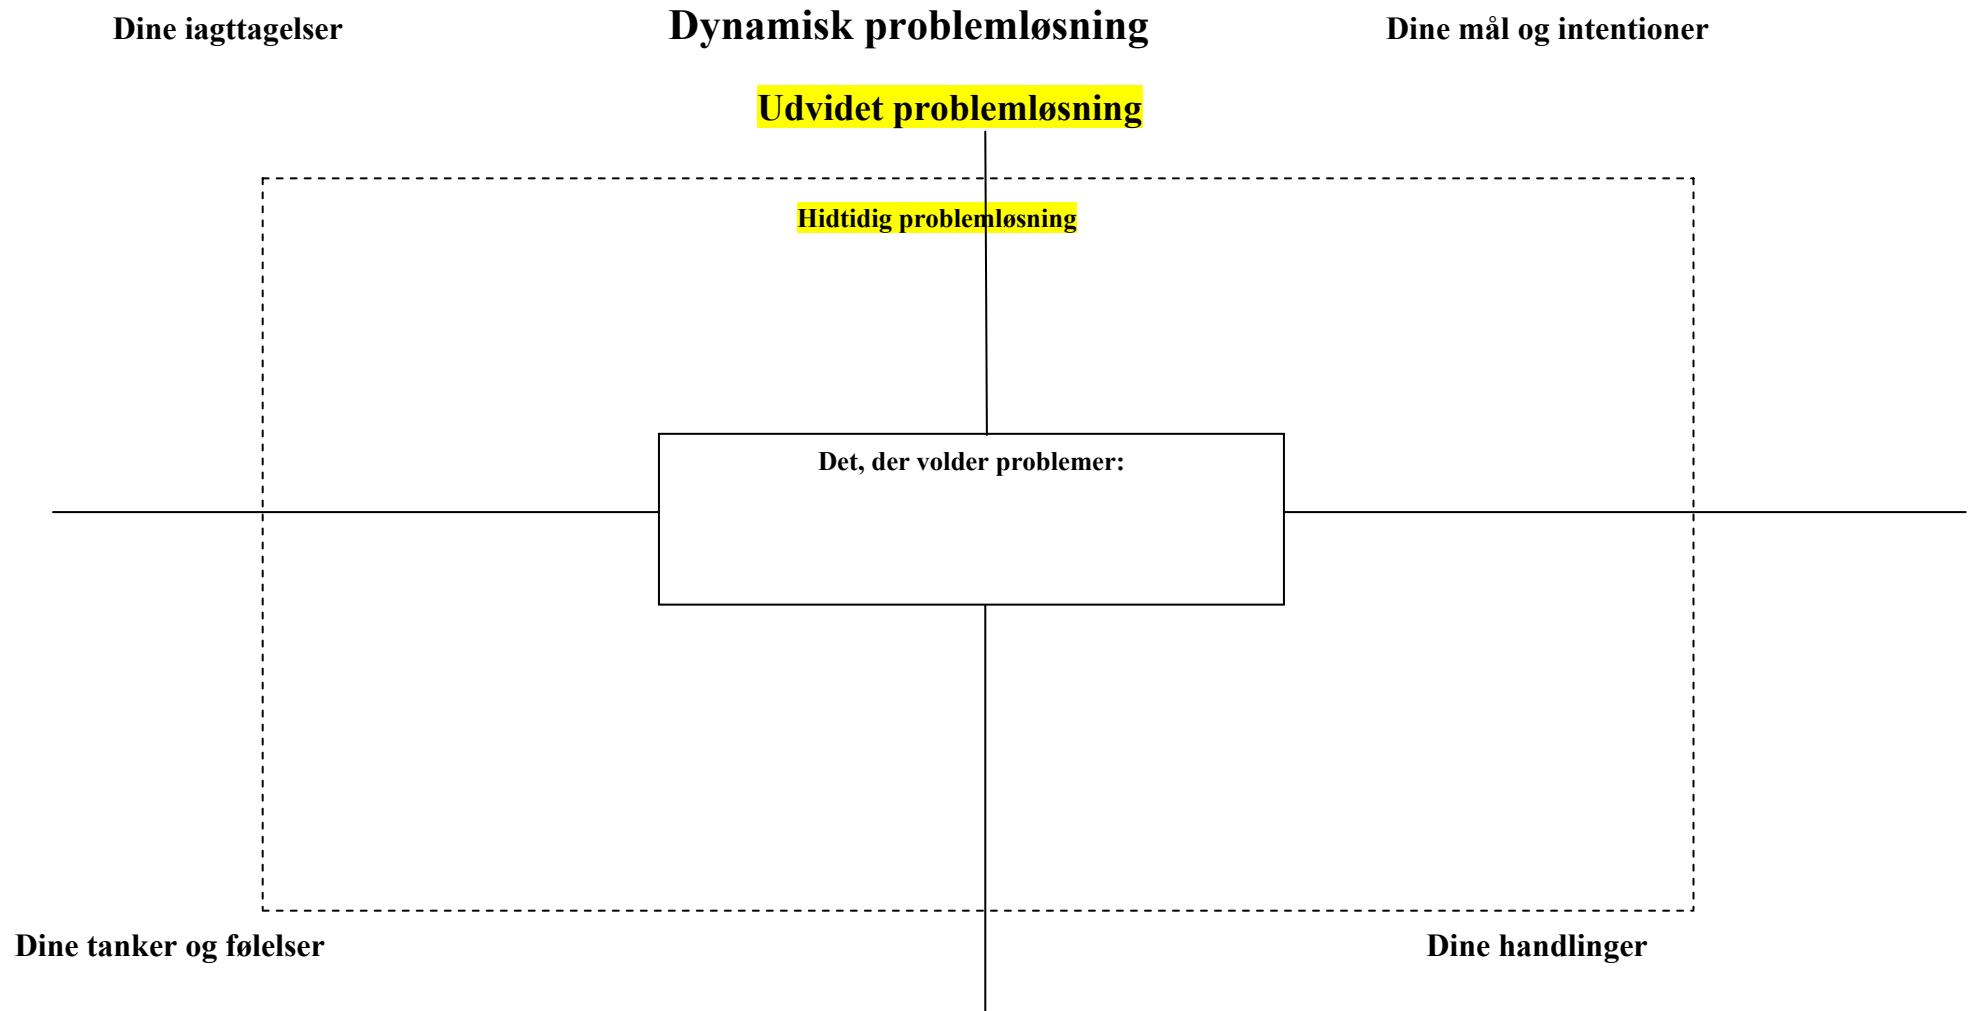 Dine iagttagelser
Dynamisk problemløsning
Dine mål og intentioner
Udvidet problemløsning
Hidtidig problemløsning
Det, der volder problemer:
Dine tanker og følelser
Dine handlinger